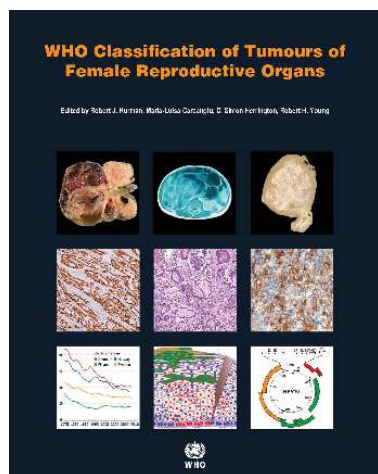 WHO Classification of Tumours of
Female Reproductive Organs
Edited by Robert J. Kurman, Maria-Luisa Carcangiu, C. Simon Herrington, Robert H. Young
WHO